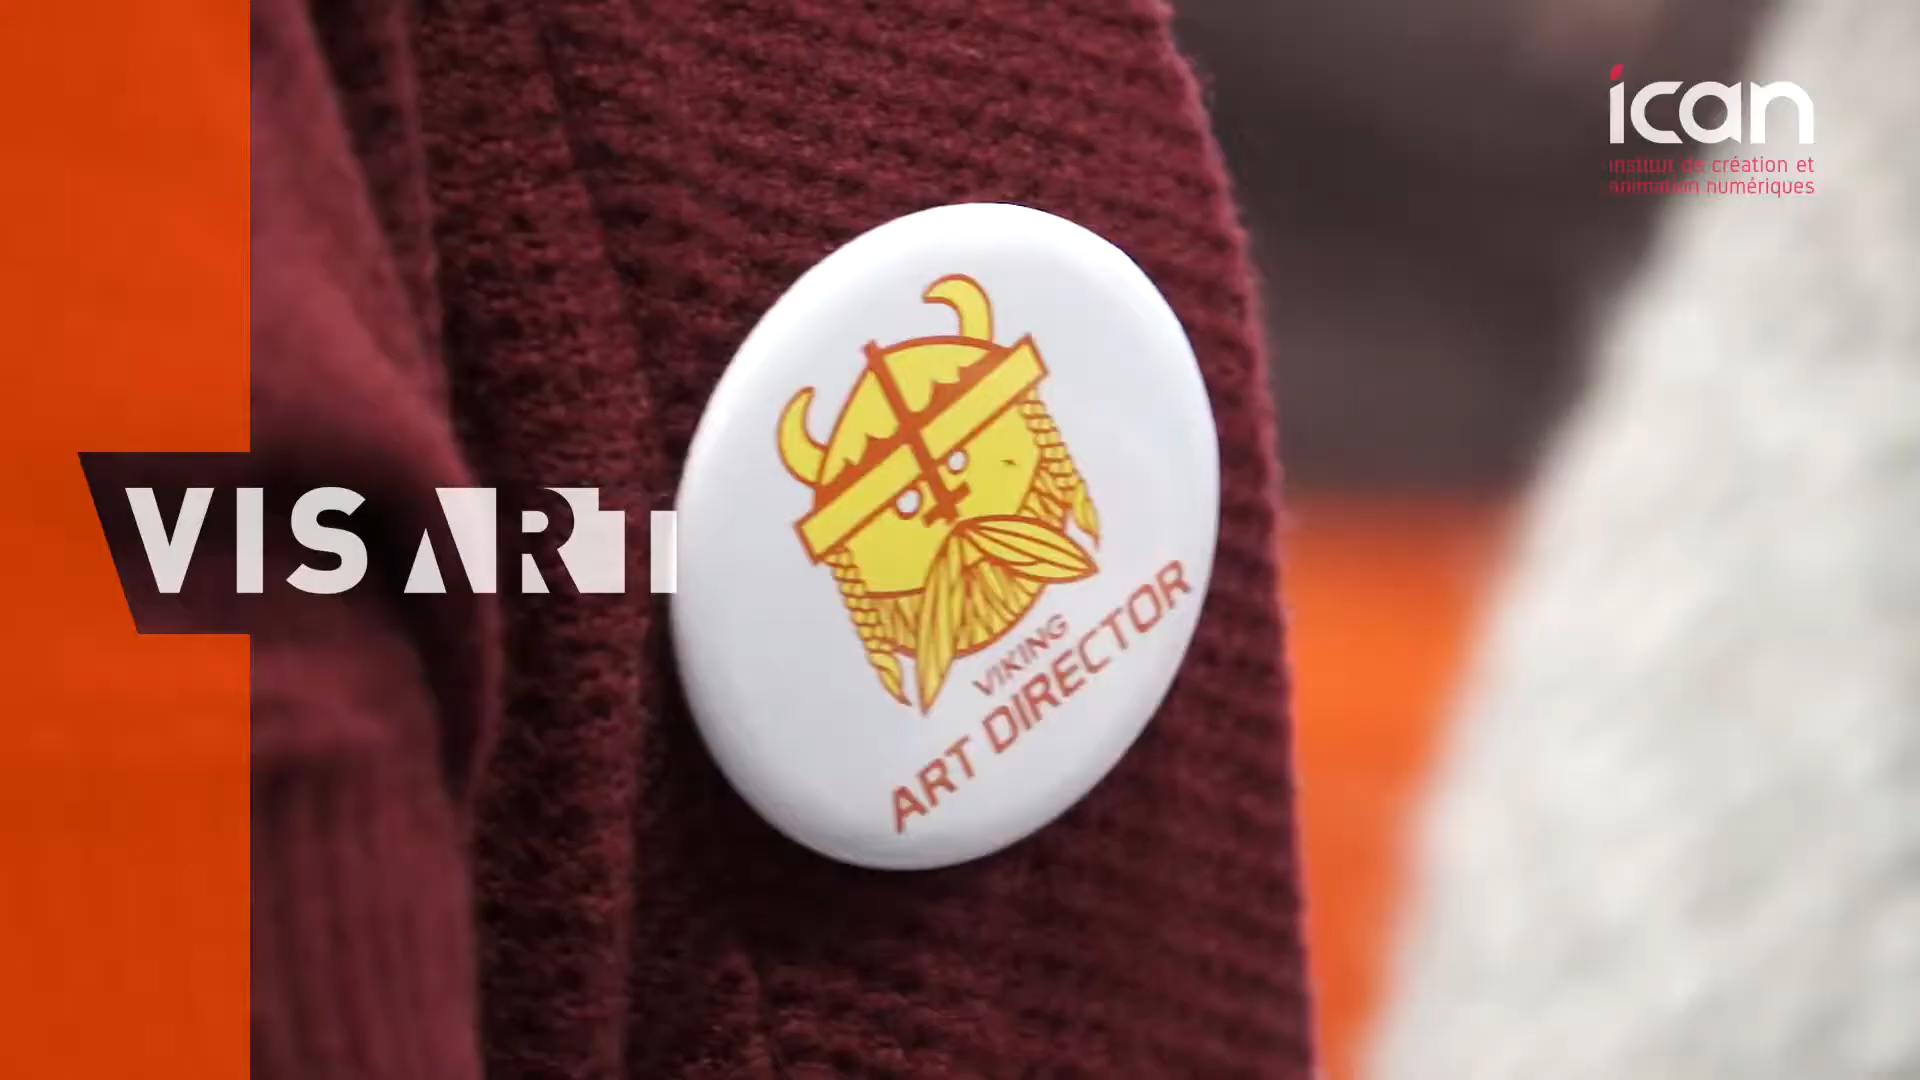 ican
institut de création et
animation numériques
VIS ART
VIKING
ART DIRECTOR